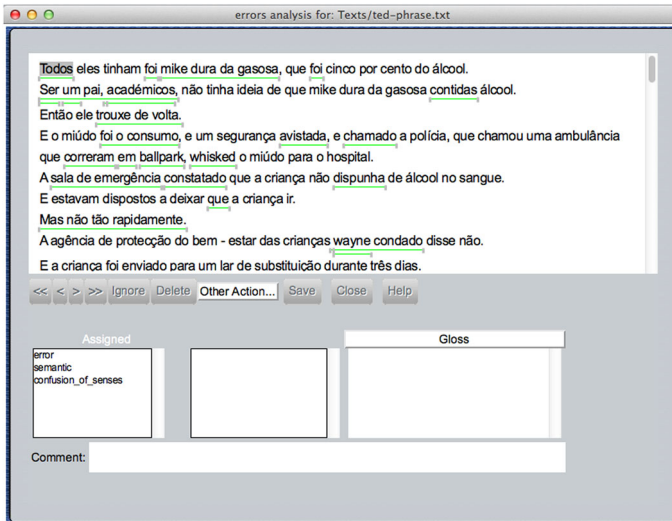 errors analysis for: Texts/ted-phrase.txt
Todos eles tinham foi mike dura da gasosa, que foi cinco por cento do álcool.
Ser um pai, académicos, não tinha ideia de que mike dura da gasosa contidas álcool.
Então ele trouxe de volta.
E o miúdo foi o consumo, e um segurança avistada, e chamado a polícia, que chamou uma ambulância
que correram em ballpark, whisked o miúdo para o hospital.
A sala de emergência constatado que a criança não dispunha de álcool no sangue.
E estavam dispostos a deixar que a criança ir.
Mas não tão rapidamente.
A agência de protecção do bem - estar das crianças wayne condado disse não.
E a criança foi enviado para um lar de substituição durante três dias.
<< < > >> Ignore Delete Other Action... Save Close Help
Assigned Gloss
error
semantic
confusion_of_senses
Comment: